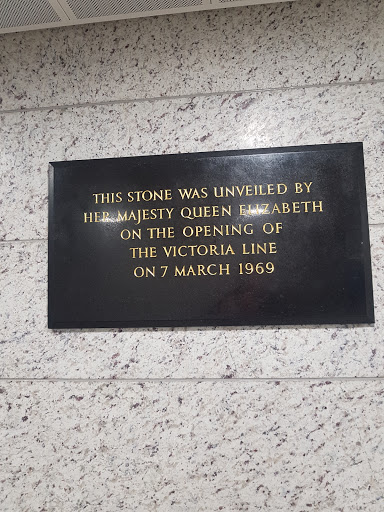 THIS STONE WAS UNVEILED BY
HER MAJESTY QUEEN ELIZABETH
ON THE OPENING OF
THE VICTORIA LINE
ON 7 MARCH 1969